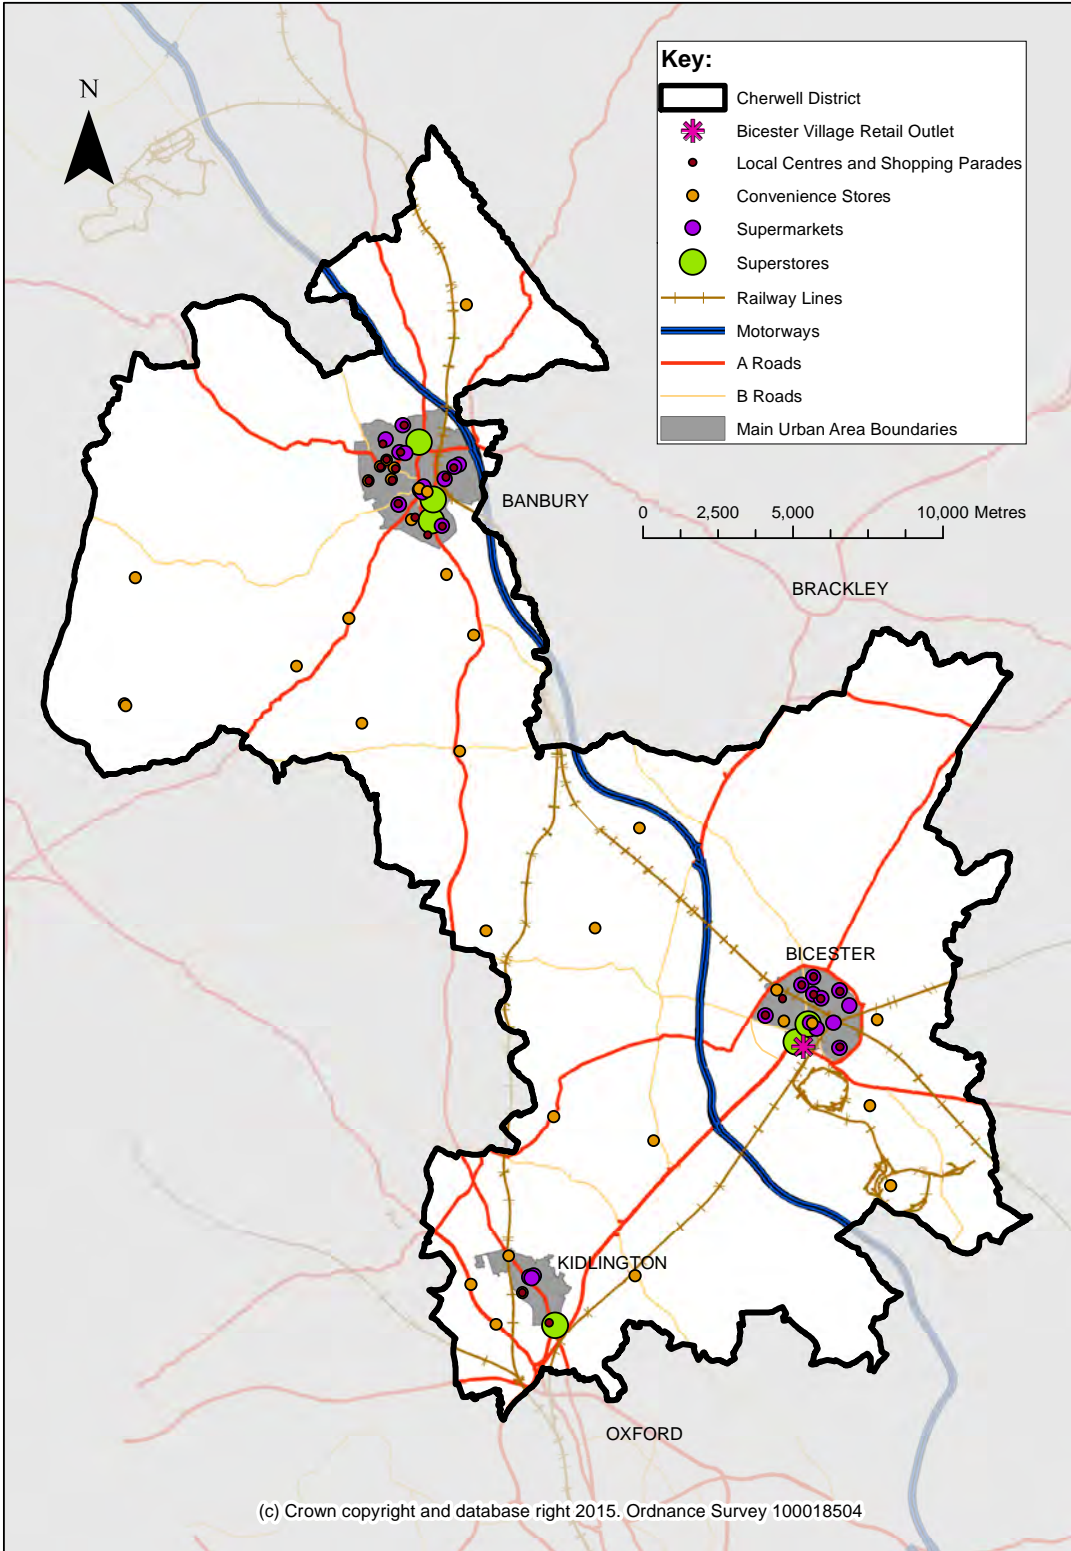 N
Key:
Cherwell District
Bicester Village Retail Outlet
Local Centres and Shopping Parades
Convenience Stores
Supermarkets
Superstores
Railway Lines
Motorways
A Roads
B Roads
Main Urban Area Boundaries
BANBURY
0 2,500 5,000 10,000 Metres
BRACKLEY
BICESTER
KIDLINGTON
OXFORD
(c) Crown copyright and database right 2015. Ordnance Survey 100018504